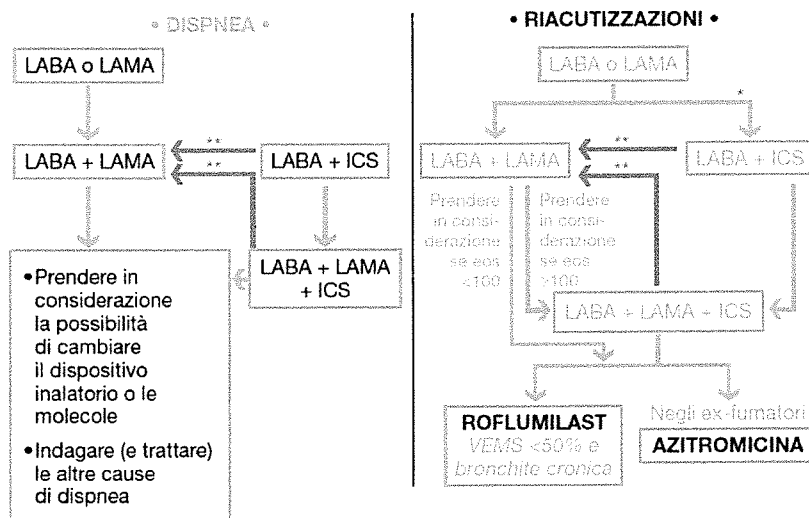 • DISPNEA •
LABA o LAMA
LABA + LAMA
**
**
LABA + ICS
LABA + LAMA
+ ICS
• Prendere in
considerazione
la possibilità
di cambiare
il dispositivo
inalatorio o le
molecole
• Indagare (e trattare)
le altre cause
di dispnea
• RIACUTIZZAZIONI •
LABA o LAMA
*
LABA + LAMA
**
**
LABA + ICS
Prendere
in consi-
derazione
se eos
<100
Prendere
in consi-
derazione
se eos
>100
LABA + LAMA + ICS
ROFLUMILAST
VEMS <50% e
bronchite cronica
Negli ex-fumatori
AZITROMICINA